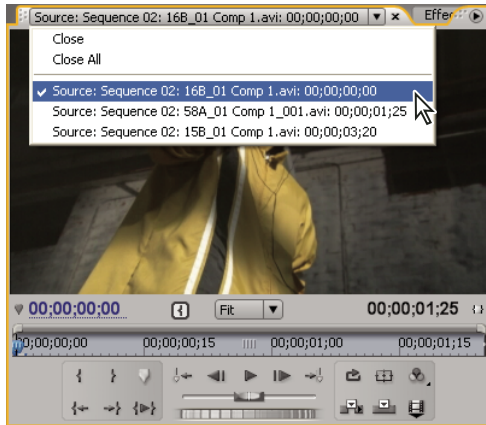 Source: Sequence 02: 16B_01 Comp 1.avi: 00;00;00;00
Close
Close All
Source: Sequence 02: 16B_01 Comp 1.avi: 00;00;00;00
Source: Sequence 02: 58A_01 Comp 1_001.avi: 00;00;01;25
Source: Sequence 02: 15B_01 Comp 1.avi: 00;00;03;20
00;00;00;00 Fit 00;00;01;25
00;00;00 00;00;00;15 00;00;01;00 00;00;01;15